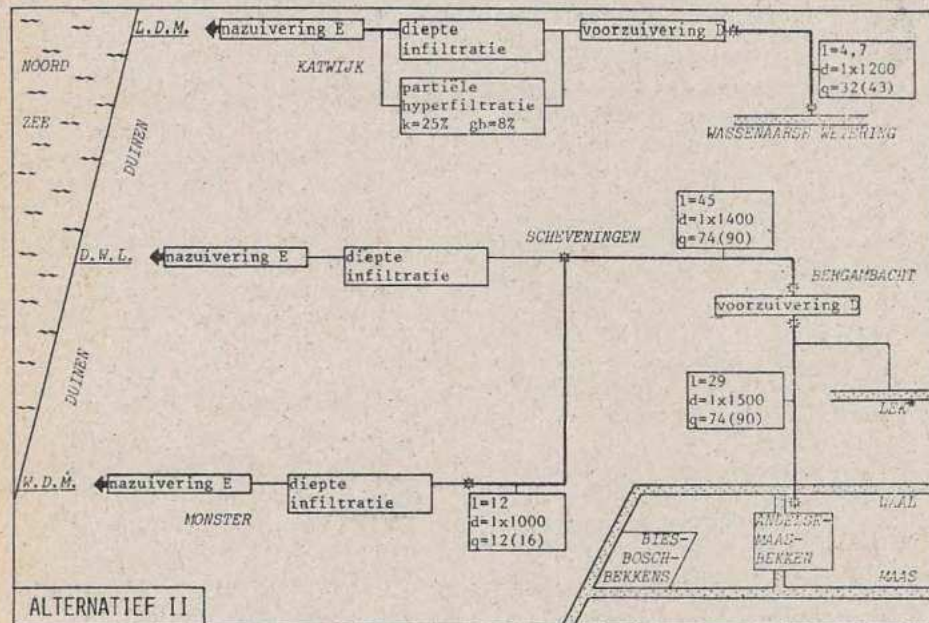 L.D.M.
nazuivering E
diepte
infiltratie
voorzuivering D
NOORD
ZEE
KATWIJK
partiële
hyperfiltratie
k=25% gh=8%
l=4,7
d=1x1200
q=32(43)
WASSENAARSE WETERING
DUINEN
l=45
d=1x1400
q=74(90)
SCHEVENINGEN
D.W.L.
nazuivering E
diepte
infiltratie
BERGAMBACHT
voorzuivering D
DUINEN
l=29
d=1x1500
q=74(90)
LEK
W.D.M.
nazuivering E
diepte
infiltratie
MONSTER
l=12
d=1x1000
q=12(16)
WAAL
BIES-
BOSCH-
BEKKENS
ANDELSE-
MAAS-
BEKKEN
MAAS
ALTERNATIEF II